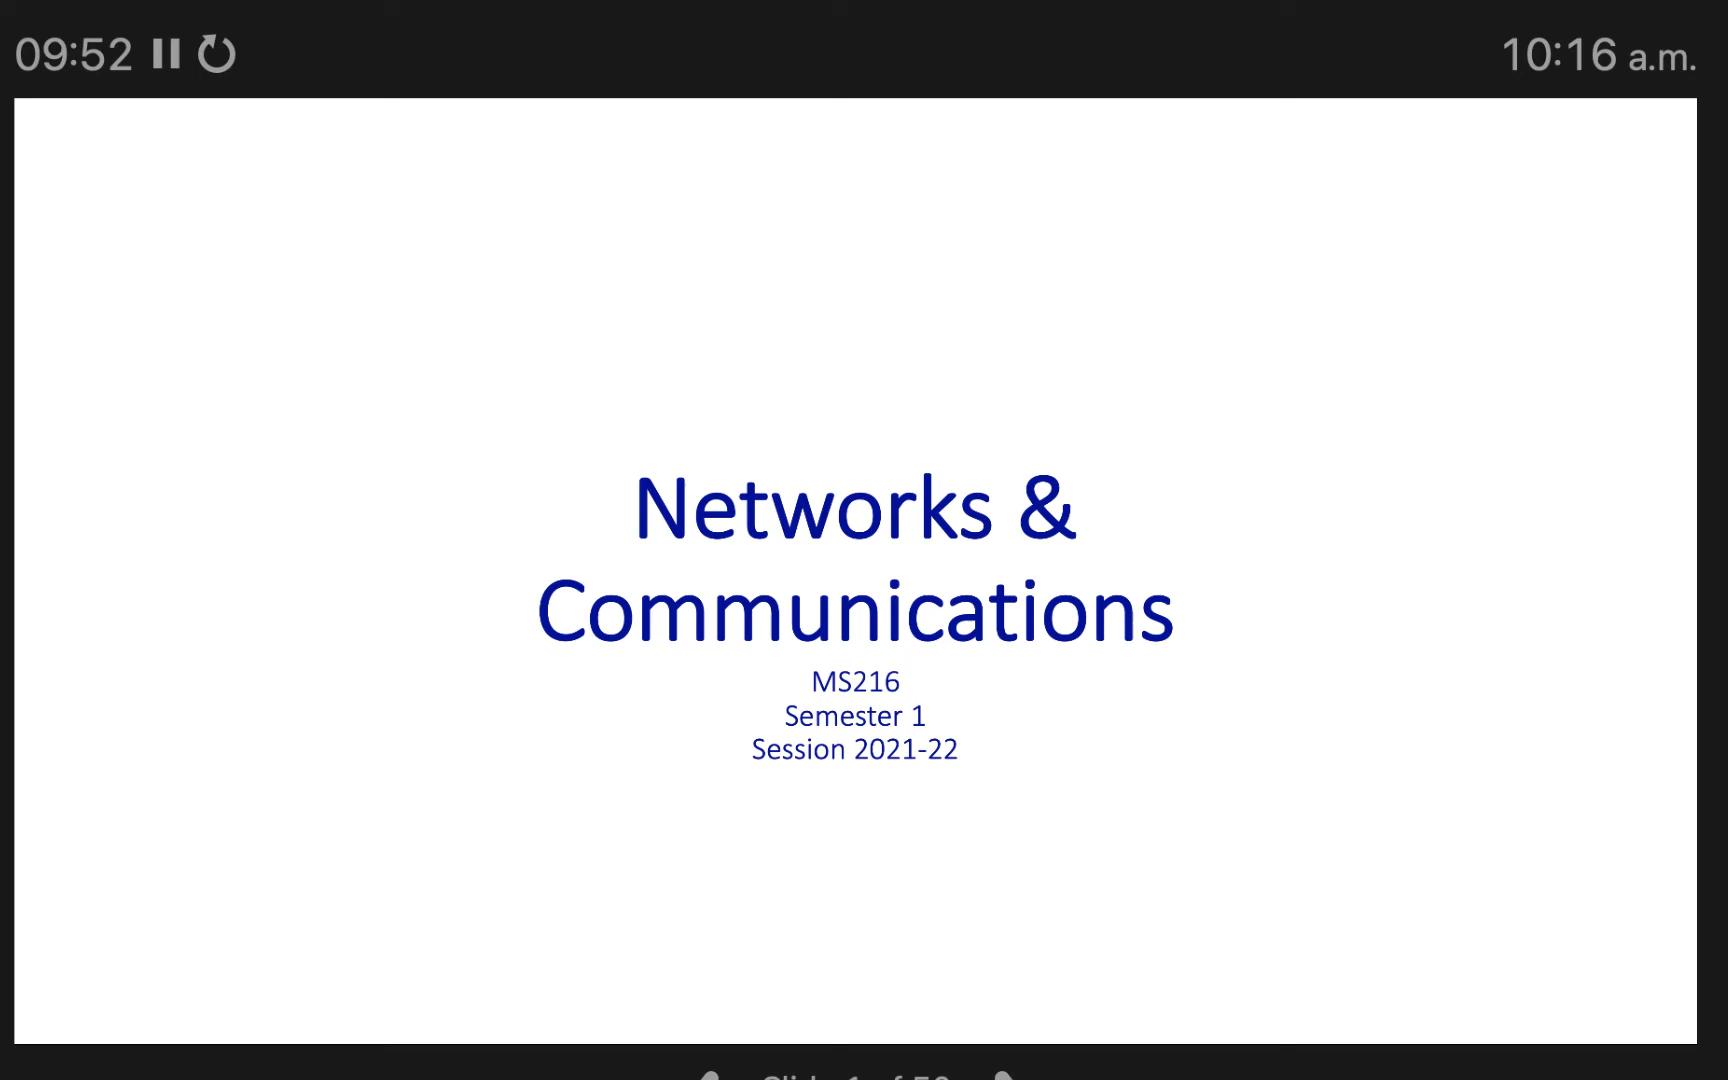 09:52
10:16 a.m.
Networks &
Communications
MS216
Semester 1
Session 2021-22